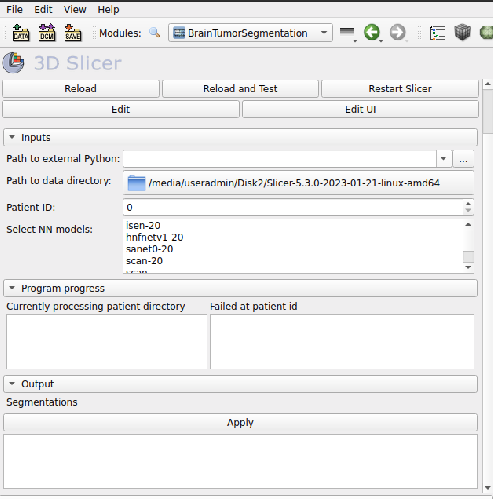 File Edit View Help
DATA DCM SAVE Modules: BrainTumorSegmentation
3D Slicer
Reload Reload and Test Restart Slicer
Edit Edit UI
Inputs
Path to external Python: ...
Path to data directory: /media/useradmin/Disk2/Slicer-5.3.0-2023-01-21-linux-amd64
Patient ID: 0
Select NN models: lsen-20
hnfnetv1-20
sanet0-20
scan-20
Program progress
Currently processing patient directory Failed at patient id
Output
Segmentations
Apply